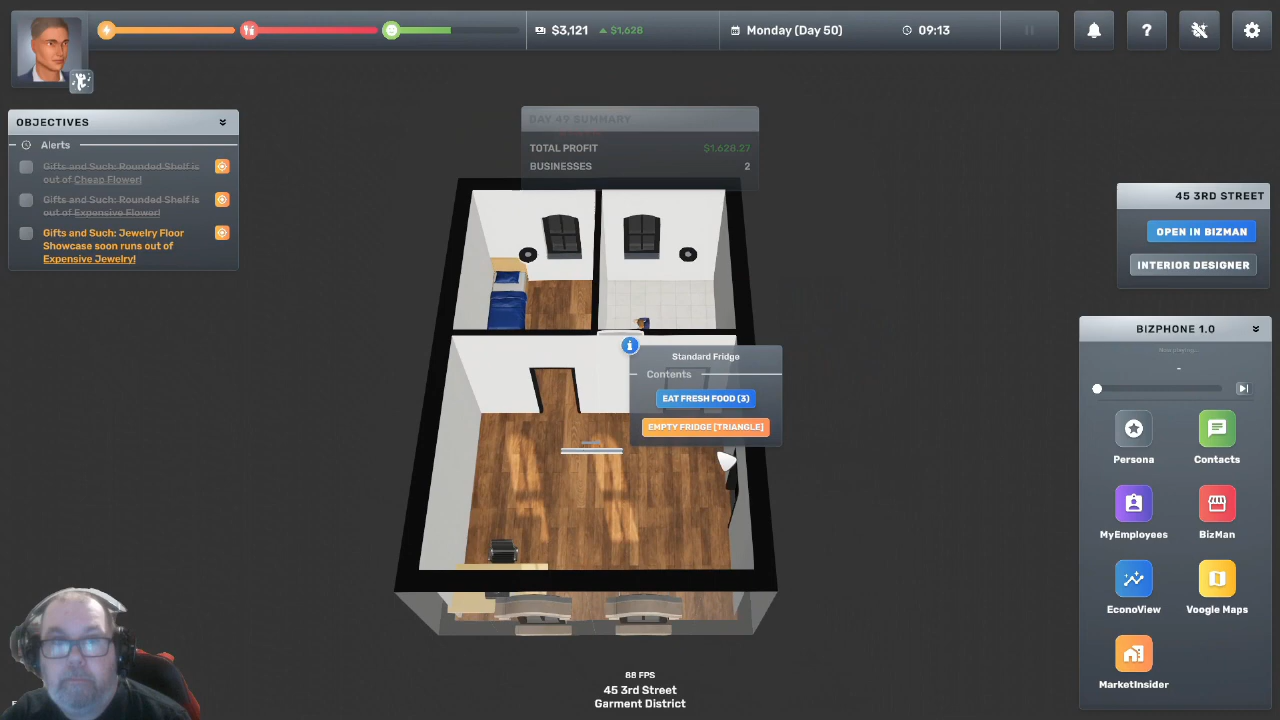 $3,121
$1,628
Monday (Day 50)
09:13
?
OBJECTIVES
Alerts
Gifts and Such: Rounded Shelf is
out of Cheap Flower!
Gifts and Such: Rounded Shelf is
out of Expensive Flower!
Gifts and Such: Jewelry Floor
Showcase soon runs out of
Expensive Jewelry!
DAY 49 SUMMARY
TOTAL PROFIT $1,628.27
BUSINESSES 2
45 3RD STREET
OPEN IN BIZMAN
INTERIOR DESIGNER
Standard Fridge
Contents
EAT FRESH FOOD (3)
EMPTY FRIDGE [TRIANGLE]
BIZPHONE 1.0
Now playing...
-
Persona
Contacts
MyEmployees
BizMan
EconoView
Voogle Maps
MarketInsider
88 FPS
45 3rd Street
Garment District